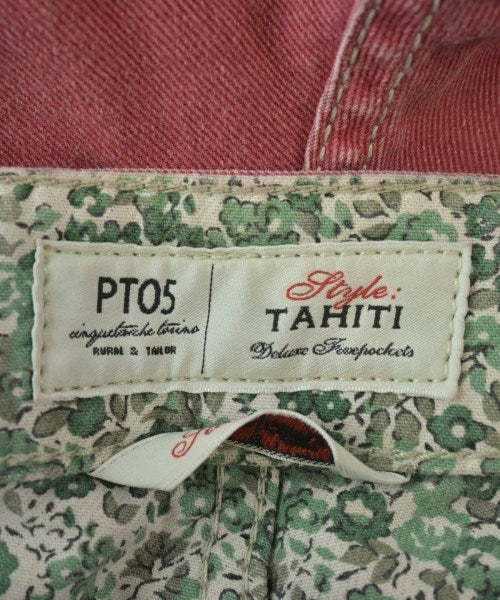 PT05
cinquetasche torino
RURAL & TAILOR
Style:
TAHITI
Deluxe Fivepockets